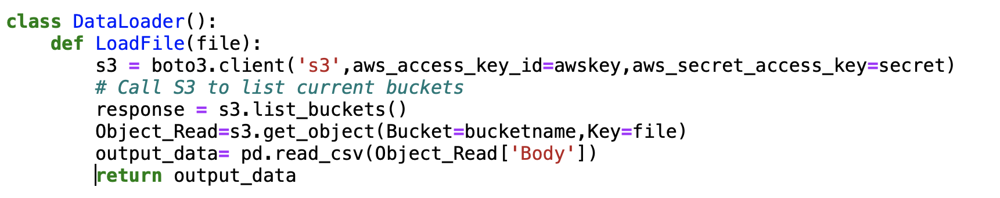 class DataLoader():
    def LoadFile(file):
        s3 = boto3.client('s3',aws_access_key_id=awskey,aws_secret_access_key=secret)
        # Call S3 to list current buckets
        response = s3.list_buckets()
        Object_Read=s3.get_object(Bucket=bucketname,Key=file)
        output_data= pd.read_csv(Object_Read['Body'])
        return output_data